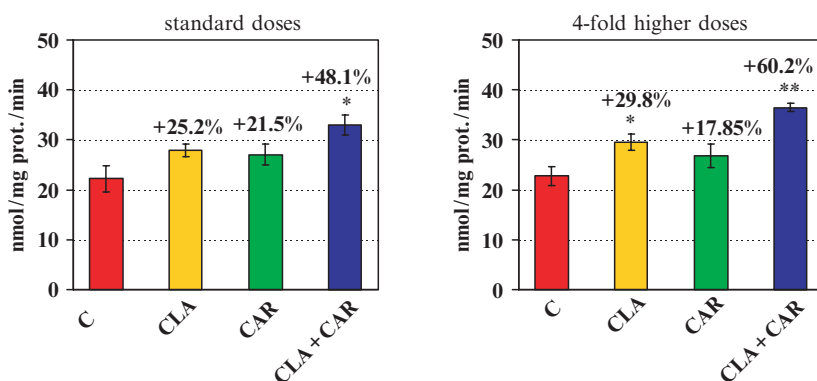 standard doses
nmol/mg prot./min
50
40
30
20
10
0
+25.2%
+21.5%
+48.1%
*
C
CLA
CAR
CLA + CAR
4-fold higher doses
nmol/mg prot./min
50
40
30
20
10
0
+29.8%
*
+17.85%
+60.2%
**
C
CLA
CAR
CLA + CAR